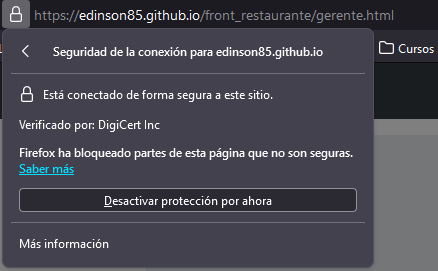 https://edinson85.github.io/front_restaurante/gerente.html
Cursos
Seguridad de la conexión para edinson85.github.io
Está conectado de forma segura a este sitio.
Verificado por: DigiCert Inc
Firefox ha bloqueado partes de esta página que no son seguras.
Saber más
Desactivar protección por ahora
Más información